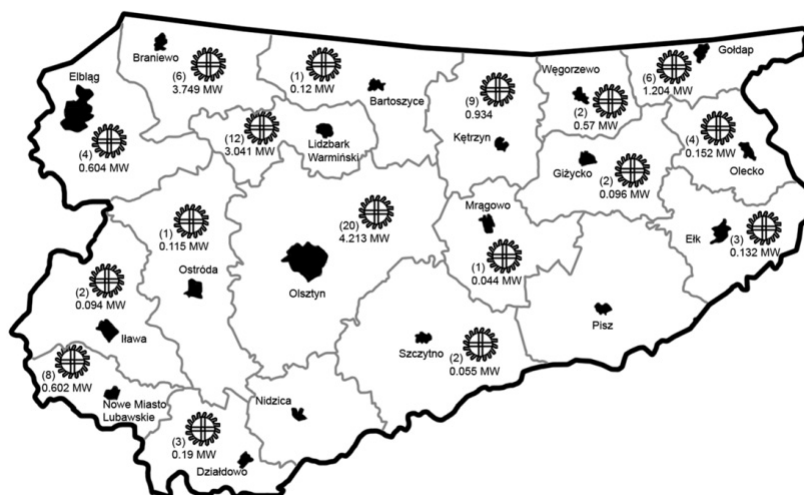 Braniewo
(6)
3.749 MW
(1)
0.12 MW
Bartoszyce
(9)
0.934
Kętrzyn
Węgorzewo
(2)
0.57 MW
Gołdap
(6)
1.204 MW
Elbląg
(4)
0.604 MW
(12)
3.041 MW
Lidzbark
Warmiński
Giżycko
(2)
0.096 MW
(4)
0.152 MW
Olecko
(1)
0.115 MW
Ostróda
(20)
4.213 MW
Olsztyn
Mrągowo
(1)
0.044 MW
Ełk
(3)
0.132 MW
(2)
0.094 MW
Iława
Szczytno
(2)
0.055 MW
Pisz
(8)
0.602 MW
Nowe Miasto
Lubawskie
Nidzica
(3)
0.19 MW
Działdowo